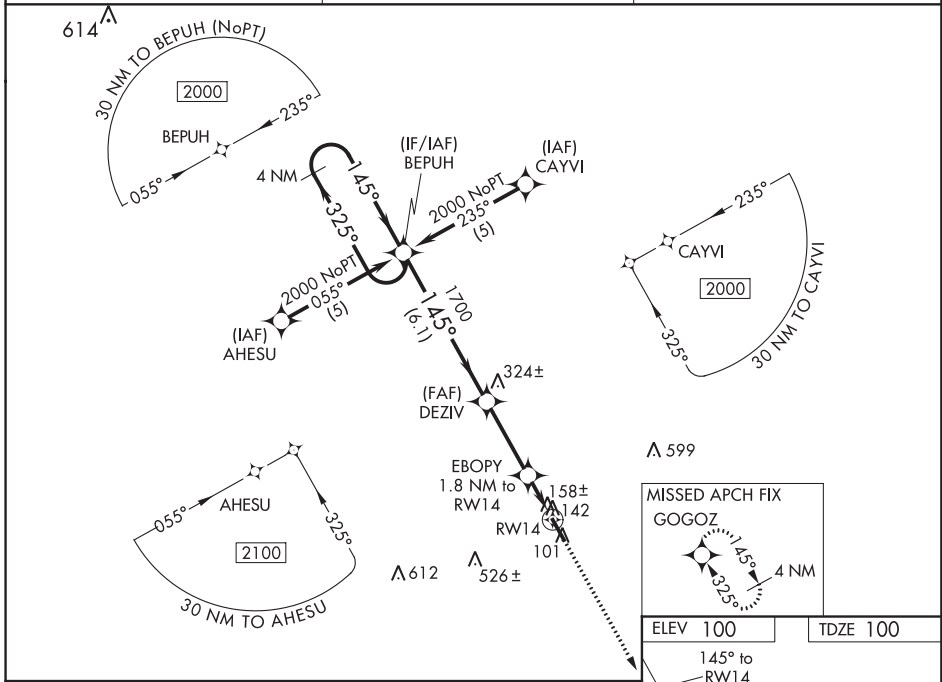 614
30 NM TO BEPUH (NoPT)
2000
BEPUH
235°
055°
(IF/IAF)
BEPUH
(IAF)
CAYVI
4 NM
145°
325°
2000 NoPT
235°
(5)
2000 NoPT
055°
(5)
(IAF)
AHESU
1700
145°
(6.1)
235°
CAYVI
2000
325°
30 NM TO CAYVI
324±
(FAF)
DEZIV
599
EBOPY
1.8 NM to
RW14
158±
142
RW14
101
055°
AHESU
325°
2100
30 NM TO AHESU
612
526±
MISSED APCH FIX
GOGOZ
145°
4 NM
325°
ELEV 100
TDZE 100
145° to
RW14